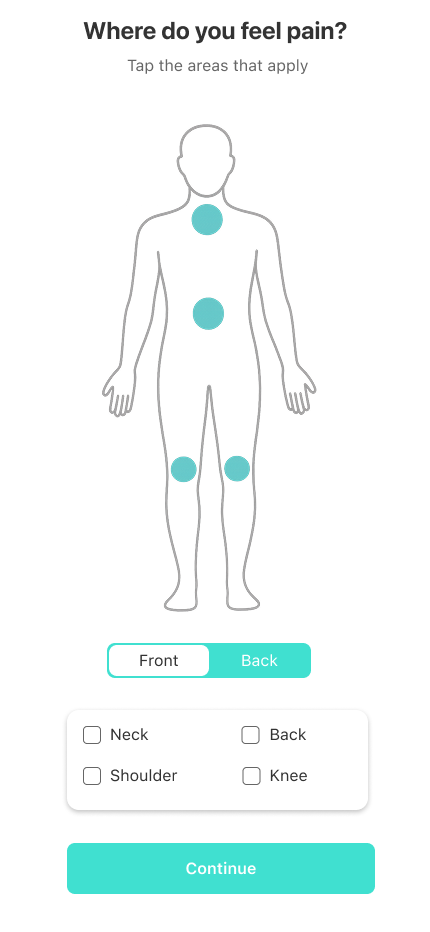 Where do you feel pain?
Tap the areas that apply
Front Back
Neck Back
Shoulder Knee
Continue